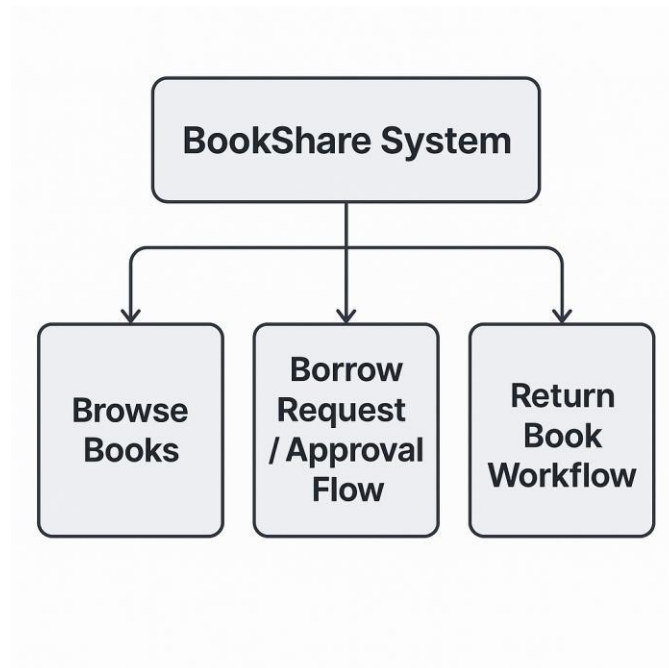 BookShare System
Browse
Books
Borrow
Request
/ Approval
Flow
Return
Book
Workflow